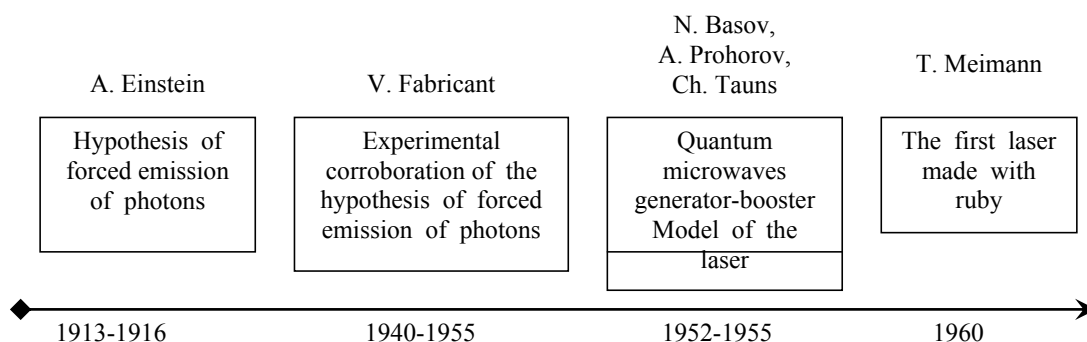 A. Einstein
Hypothesis of
forced emission
of photons
1913-1916
V. Fabricant
Experimental
corroboration of the
hypothesis of forced
emission of photons
1940-1955
N. Basov,
A. Prohorov,
Ch. Tauns
Quantum
microwaves
generator-booster
Model of the
laser
1952-1955
T. Meimann
The first laser
made with
ruby
1960